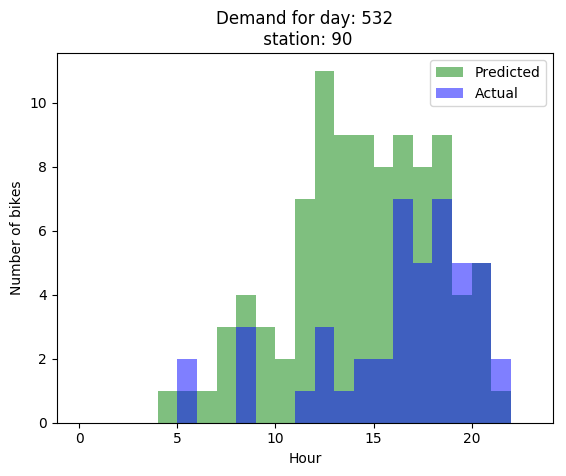 Demand for day: 532
station: 90
Predicted
Actual
Number of bikes
10
8
6
4
2
0
0 5 10 15 20
Hour